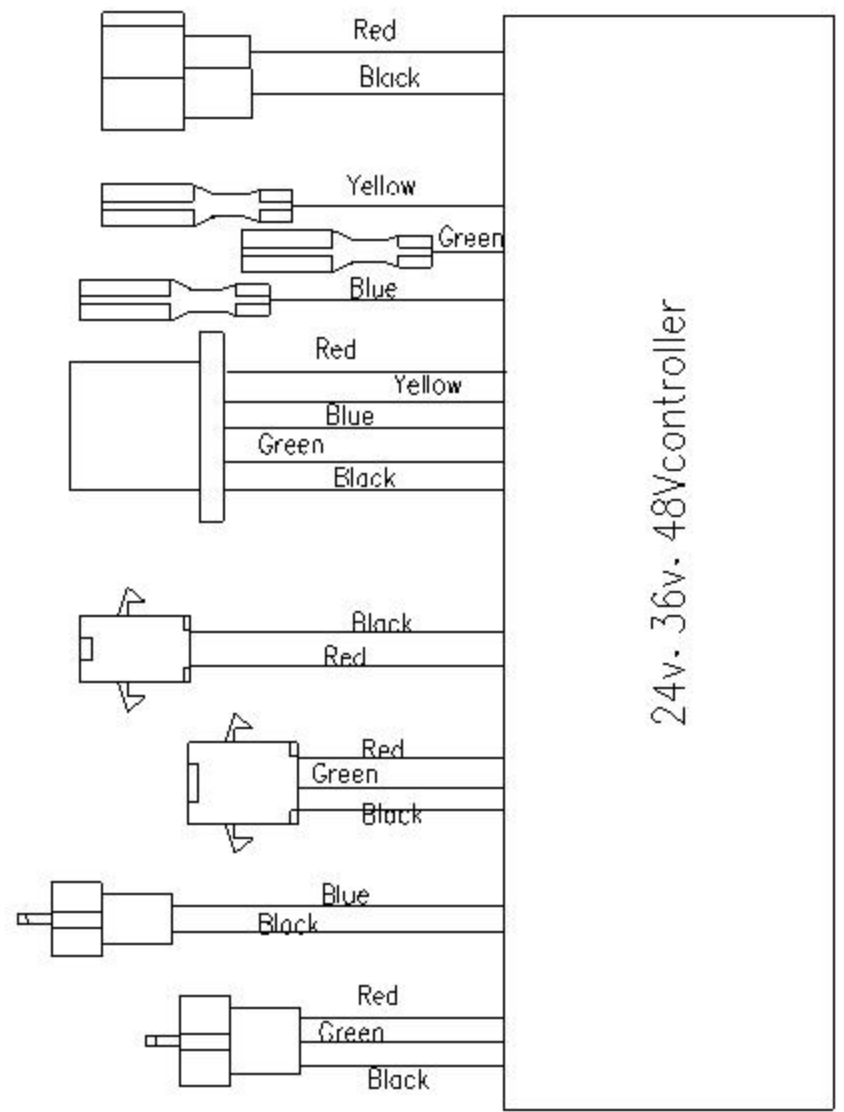 Red
Black
Yellow
Green
Blue
Red
Yellow
Blue
Green
Black
Black
Red
Red
Green
Black
Blue
Black
Red
Green
Black
24v. 36v. 48Vcontroller